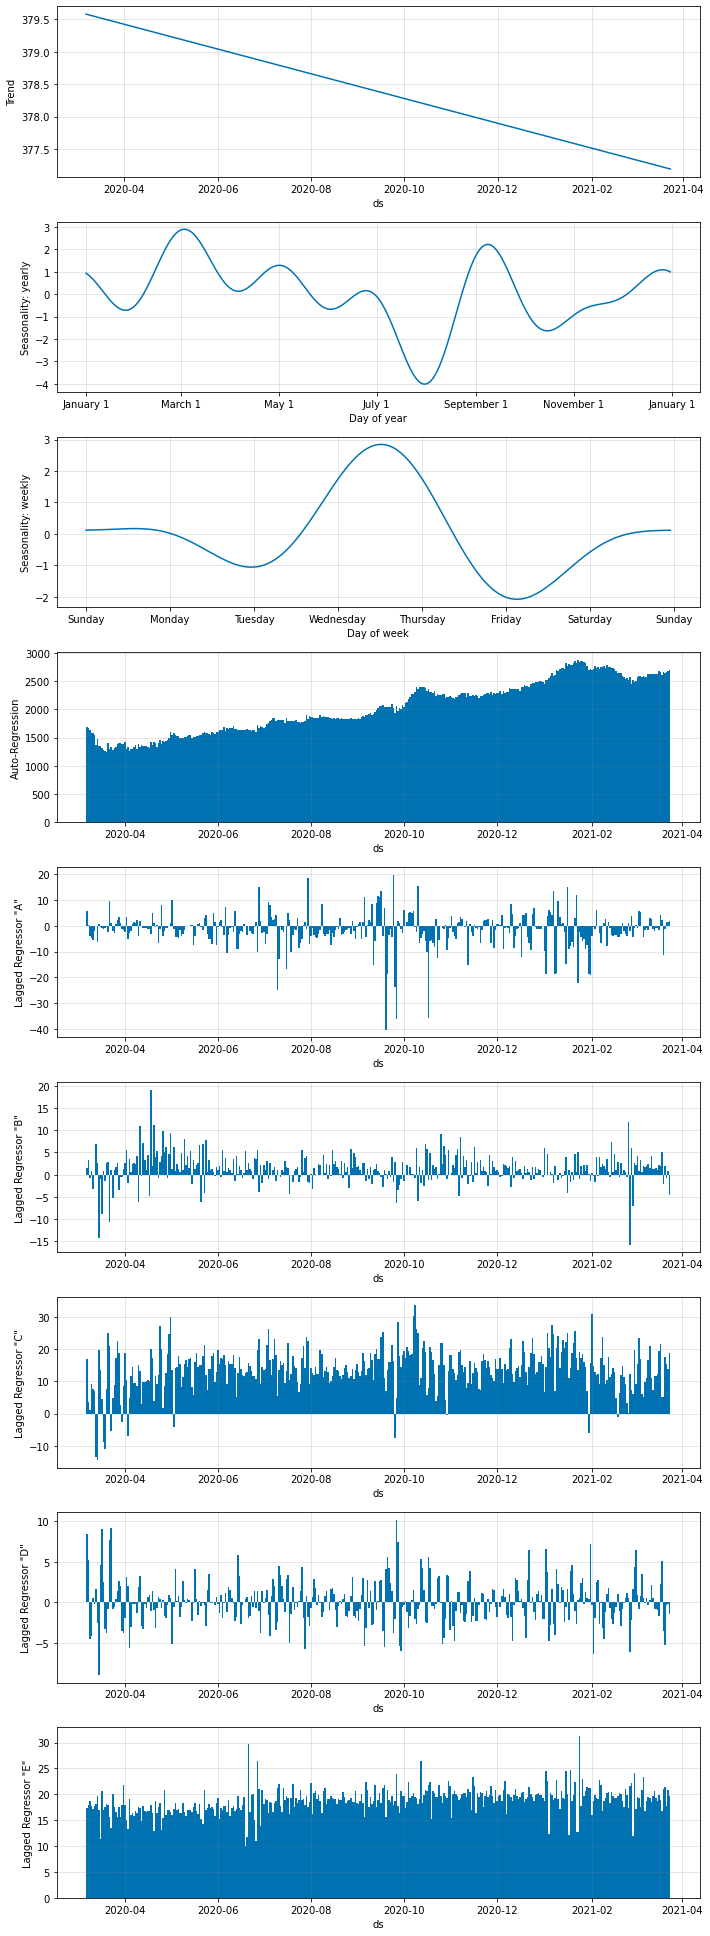 379.5
379.0
378.5
378.0
377.5
Trend
2020-04 2020-06 2020-08 2020-10 2020-12 2021-02 2021-04
ds
3
2
1
0
−1
−2
−3
−4
Seasonality: yearly
January 1 March 1 May 1 July 1 September 1 November 1 January 1
Day of year
3
2
1
0
−1
−2
Seasonality: weekly
Sunday Monday Tuesday Wednesday Thursday Friday Saturday Sunday
Day of week
3000
2500
2000
1500
1000
500
0
Auto-Regression
2020-04 2020-06 2020-08 2020-10 2020-12 2021-02 2021-04
ds
20
10
0
−10
−20
−30
−40
Lagged Regressor "A"
2020-04 2020-06 2020-08 2020-10 2020-12 2021-02 2021-04
ds
20
15
10
5
0
−5
−10
−15
Lagged Regressor "B"
2020-04 2020-06 2020-08 2020-10 2020-12 2021-02 2021-04
ds
30
20
10
0
−10
Lagged Regressor "C"
2020-04 2020-06 2020-08 2020-10 2020-12 2021-02 2021-04
ds
10
5
0
−5
Lagged Regressor "D"
2020-04 2020-06 2020-08 2020-10 2020-12 2021-02 2021-04
ds
30
25
20
15
10
5
0
Lagged Regressor "E"
2020-04 2020-06 2020-08 2020-10 2020-12 2021-02 2021-04
ds